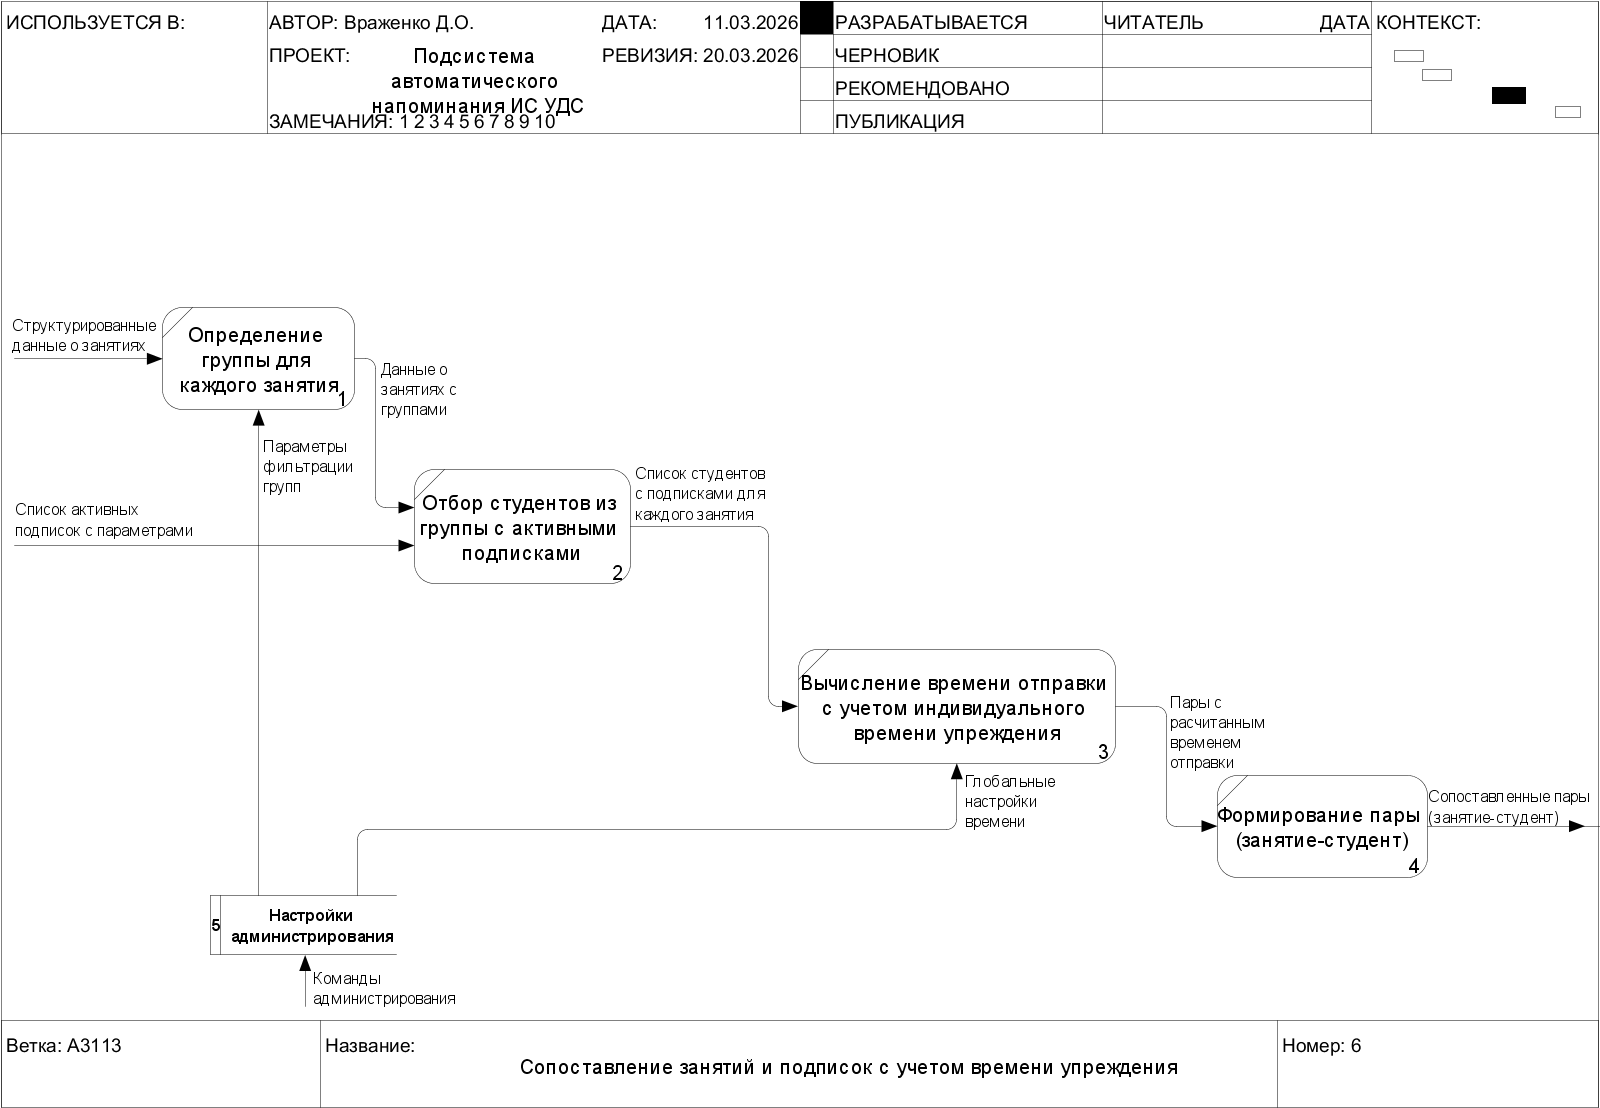 ИСПОЛЬЗУЕТСЯ В:
АВТОР: Враженко Д.О.
ДАТА: 11.03.2026
ПРОЕКТ:
Подсистема
автоматического
напоминания ИС УДС
РЕВИЗИЯ: 20.03.2026
ЗАМЕЧАНИЯ: 1 2 3 4 5 6 7 8 9 10
РАЗРАБАТЫВАЕТСЯ
ЧЕРНОВИК
РЕКОМЕНДОВАНО
ПУБЛИКАЦИЯ
ЧИТАТЕЛЬ
ДАТА
КОНТЕКСТ:
Структурированные
данные о занятиях
Определение
группы для
каждого занятия
1
Данные о
занятиях с
группами
Параметры
фильтрации
групп
Список активных
подписок с параметрами
Отбор студентов из
группы с активными
подписками
2
Список студентов
с подписками для
каждого занятия
Вычисление времени отправки
с учетом индивидуального
времени упреждения
3
Пары с
расчитанным
временем
отправки
Глобальные
настройки
времени
Формирование пары
(занятие-студент)
4
Сопоставленные пары
(занятие-студент)
5
Настройки
администрирования
Команды
администрирования
Ветка: A3113
Название:
Сопоставление занятий и подписок с учетом времени упреждения
Номер: 6